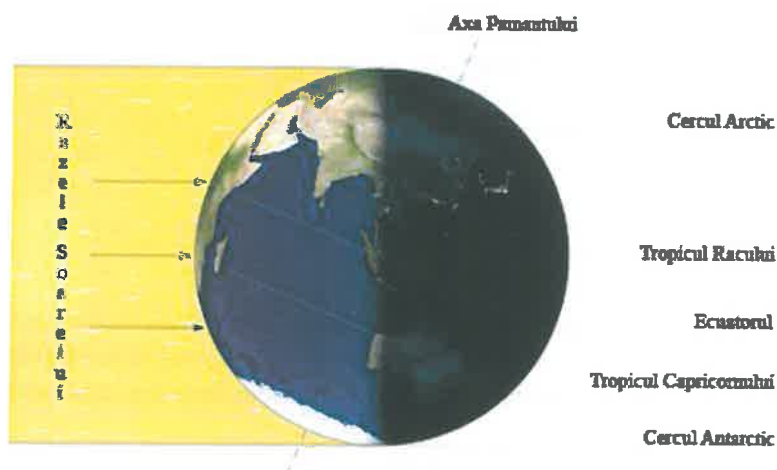 Axa Pamantului
Razele Soarelui
Cercul Arctic
Tropicul Racului
Ecuatorul
Tropicul Capricornului
Cercul Antarctic